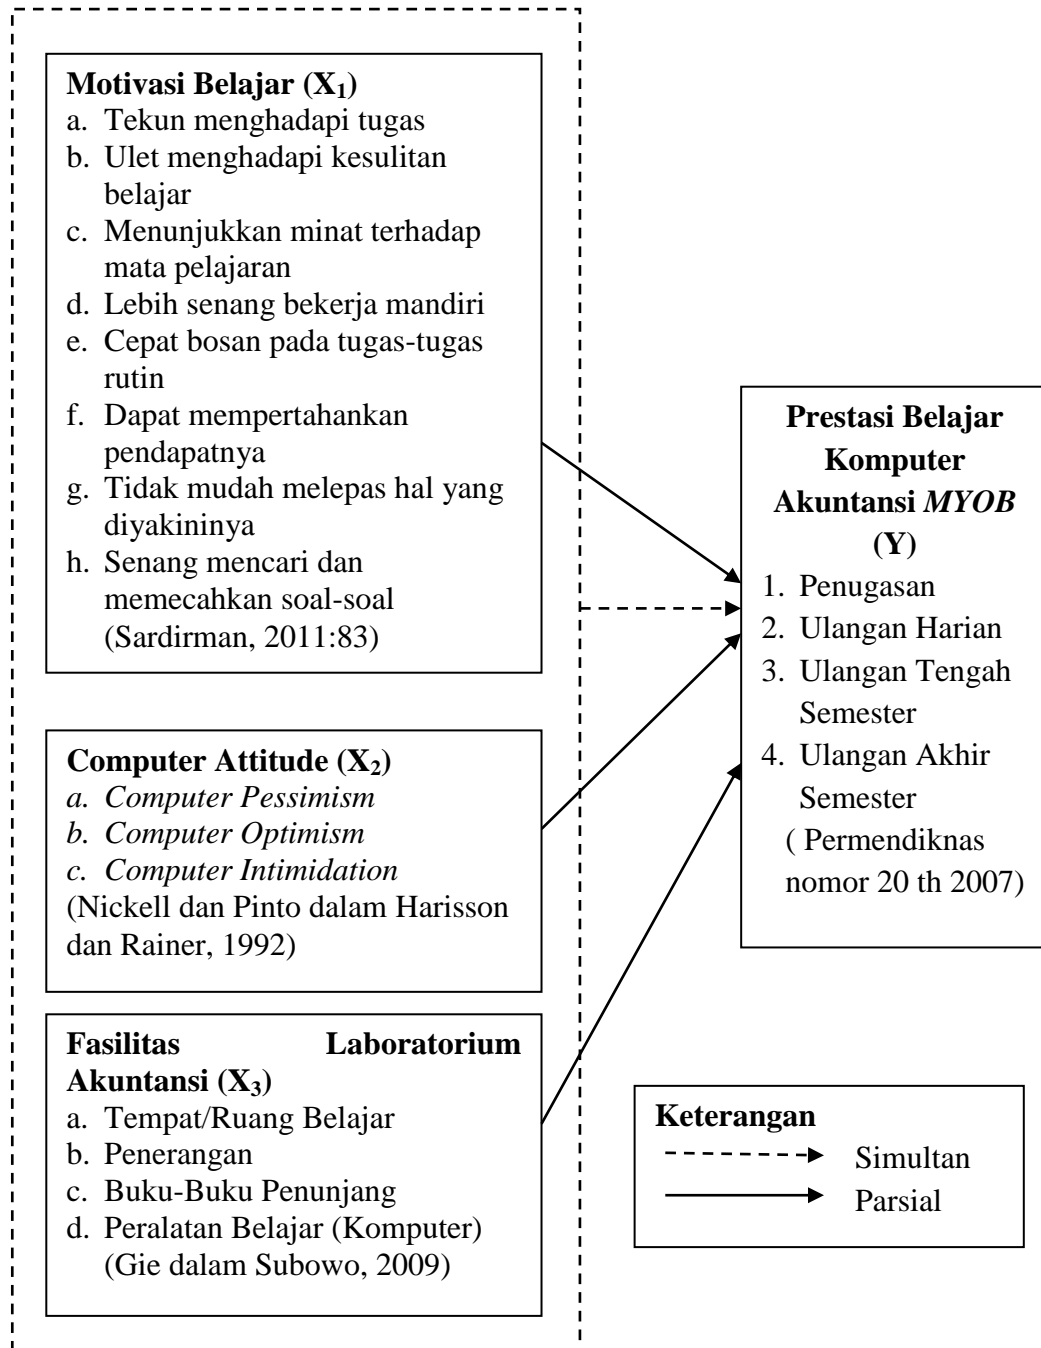 Motivasi Belajar (X₁)
a. Tekun menghadapi tugas
b. Ulet menghadapi kesulitan
belajar
c. Menunjukkan minat terhadap
mata pelajaran
d. Lebih senang bekerja mandiri
e. Cepat bosan pada tugas-tugas
rutin
f. Dapat mempertahankan
pendapatnya
g. Tidak mudah melepas hal yang
diyakininya
h. Senang mencari dan
memecahkan soal-soal
(Sardirman, 2011:83)
Computer Attitude (X₂)
a. Computer Pessimism
b. Computer Optimism
c. Computer Intimidation
(Nickell dan Pinto dalam Harisson
dan Rainer, 1992)
Fasilitas Laboratorium
Akuntansi (X₃)
a. Tempat/Ruang Belajar
b. Penerangan
c. Buku-Buku Penunjang
d. Peralatan Belajar (Komputer)
(Gie dalam Subowo, 2009)
Prestasi Belajar
Komputer
Akuntansi MYOB
(Y)
1. Penugasan
2. Ulangan Harian
3. Ulangan Tengah
Semester
4. Ulangan Akhir
Semester
( Permendiknas
nomor 20 th 2007)
Keterangan
Simultan
Parsial